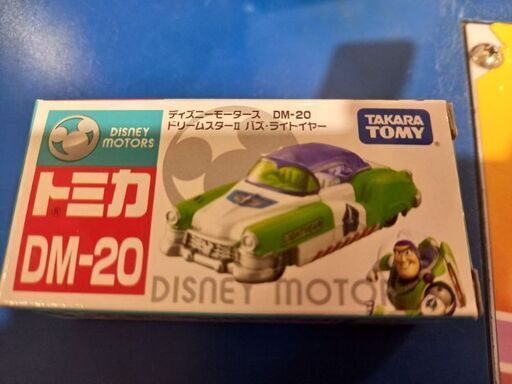 DISNEY
MOTORS
ディズニーモータース DM-20
ドリームスターII バズ・ライトイヤー
TAKARA
TOMY
トミカ
DM-20
DISNEY MOTORS